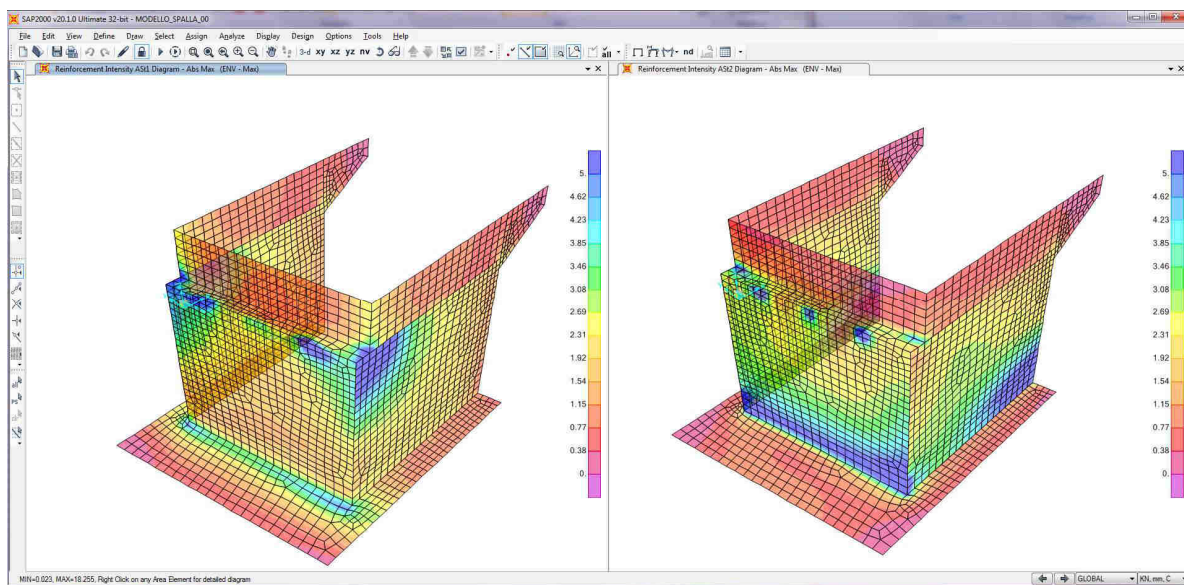 SAP2000 v20.1.0 Ultimate 32-bit - MODELLO_SPALLA_00
File Edit View Define Draw Select Assign Analyze Display Design Options Tools Help
3-d xy xz yz nv
all
nd
Reinforcement Intensity ASt1 Diagram - Abs Max (ENV - Max)
Reinforcement Intensity ASt2 Diagram - Abs Max (ENV - Max)
5.
4.62
4.23
3.85
3.46
3.08
2.69
2.31
1.92
1.54
1.15
0.77
0.38
0.
5.
4.62
4.23
3.85
3.46
3.08
2.69
2.31
1.92
1.54
1.15
0.77
0.38
0.
MIN=0.023, MAX=18.255, Right Click on any Area Element for detailed diagram
GLOBAL
KN, mm, C